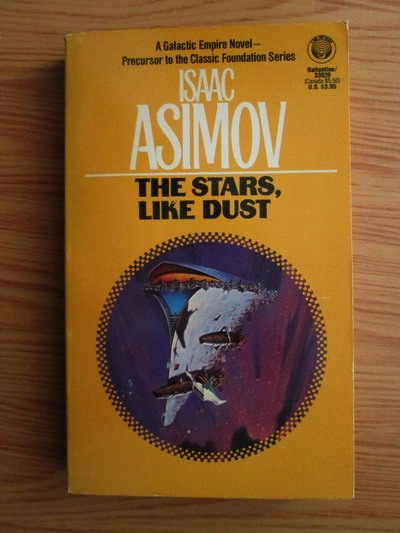 A Galactic Empire Novel—
Precursor to the Classic Foundation Series
Ballantine/
33929
(Canada $5.50)
U.S. $3.95
ISAAC
ASIMOV
THE STARS,
LIKE DUST